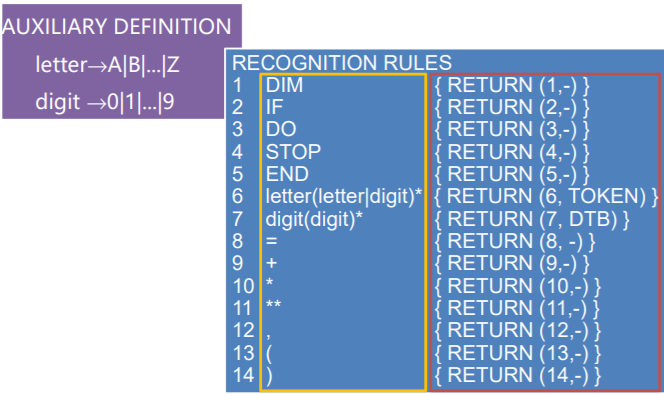 AUXILIARY DEFINITION
letter→A|B|...|Z
digit →0|1|...|9
RECOGNITION RULES
1 DIM { RETURN (1,-) }
2 IF { RETURN (2,-) }
3 DO { RETURN (3,-) }
4 STOP { RETURN (4,-) }
5 END { RETURN (5,-) }
6 letter(letter|digit)* { RETURN (6, TOKEN) }
7 digit(digit)* { RETURN (7, DTB) }
8 = { RETURN (8, -) }
9 + { RETURN (9,-) }
10 * { RETURN (10,-) }
11 ** { RETURN (11,-) }
12 , { RETURN (12,-) }
13 ( { RETURN (13,-) }
14 ) { RETURN (14,-) }